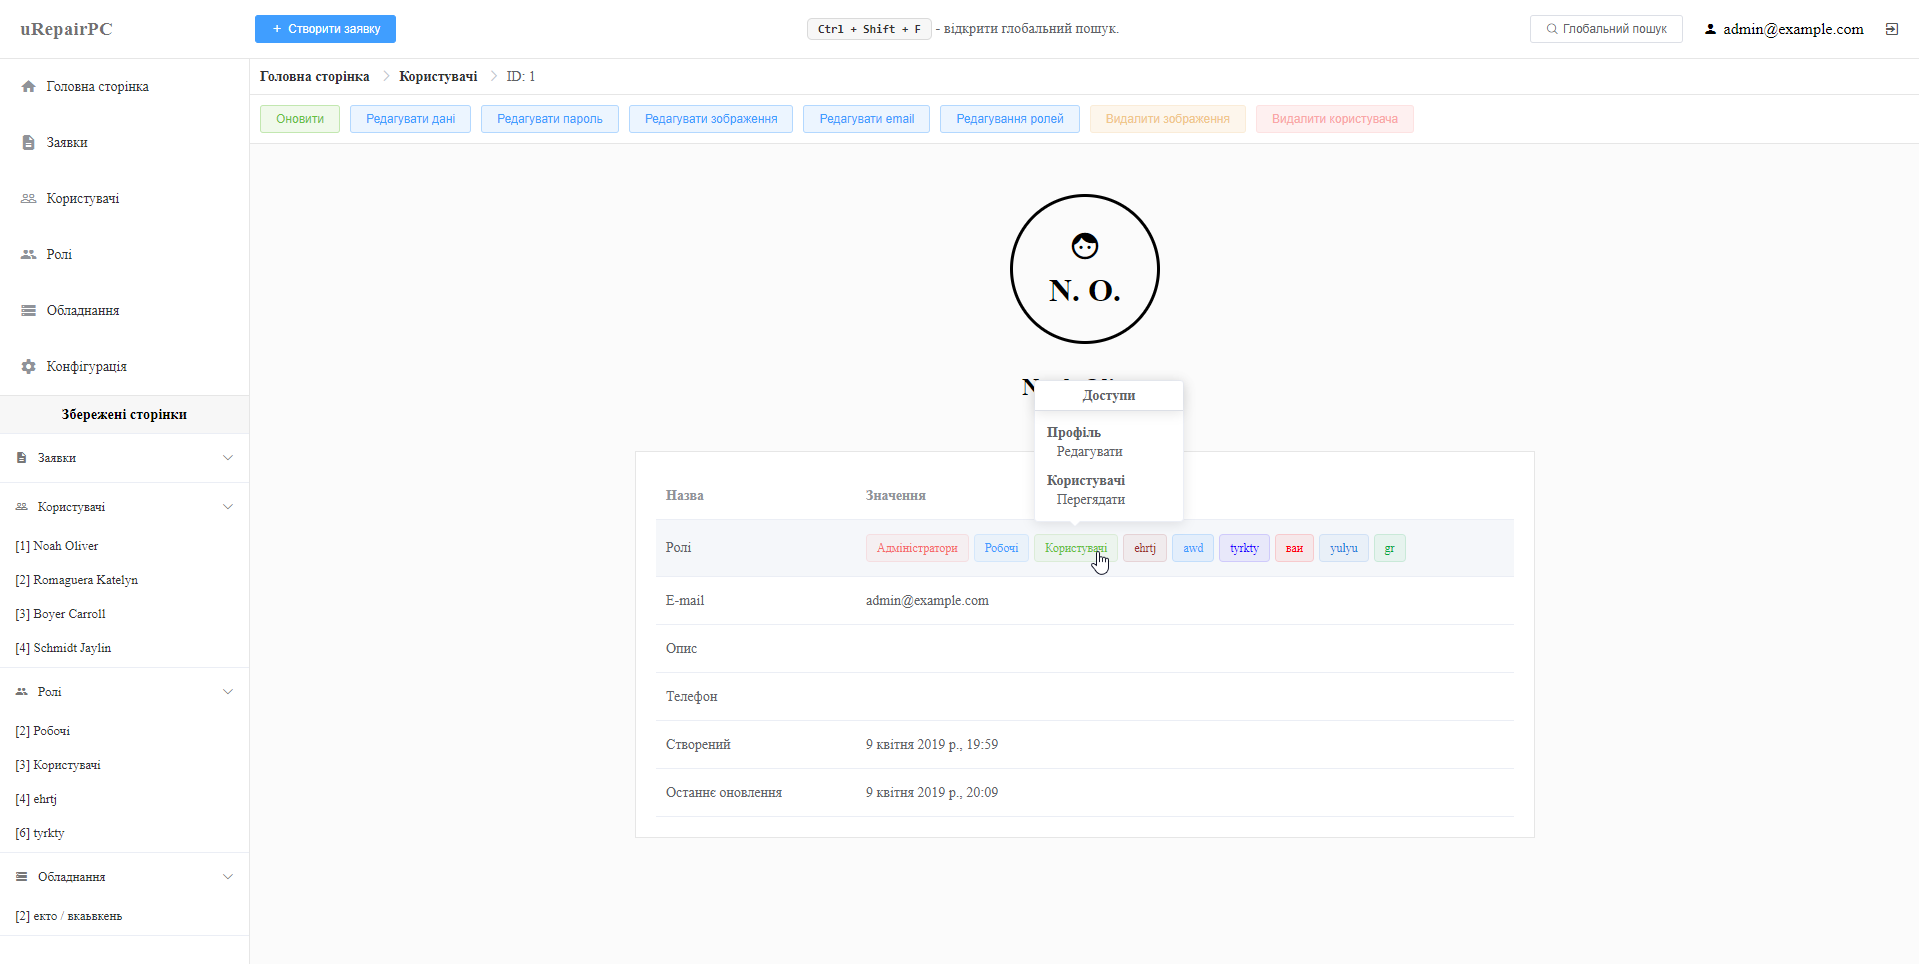 uRepairPC
+ Створити заявку
Ctrl + Shift + F - відкрити глобальний пошук.
Глобальний пошук
admin@example.com
Головна сторінка
Заявки
Користувачі
Ролі
Обладнання
Конфігурація
Збережені сторінки
Заявки
Користувачі
[1] Noah Oliver
[2] Romaguera Katelyn
[3] Boyer Carroll
[4] Schmidt Jaylin
Ролі
[2] Робочі
[3] Користувачі
[4] ehrtj
[6] tyrkty
Обладнання
[2] екто / вкаьвкень
Головна сторінка > Користувачі > ID: 1
Оновити Редагувати дані Редагувати пароль Редагувати зображення Редагувати email Редагування ролей Видалити зображення Видалити користувача
N. O.
Доступи
Профіль
Редагувати
Користувачі
Перегядати
Назва Значення
Ролі Адміністратори Робочі Користувачі ehrtj awd tyrkty ваи yulyu gr
E-mail admin@example.com
Опис
Телефон
Створений 9 квітня 2019 р., 19:59
Останнє оновлення 9 квітня 2019 р., 20:09